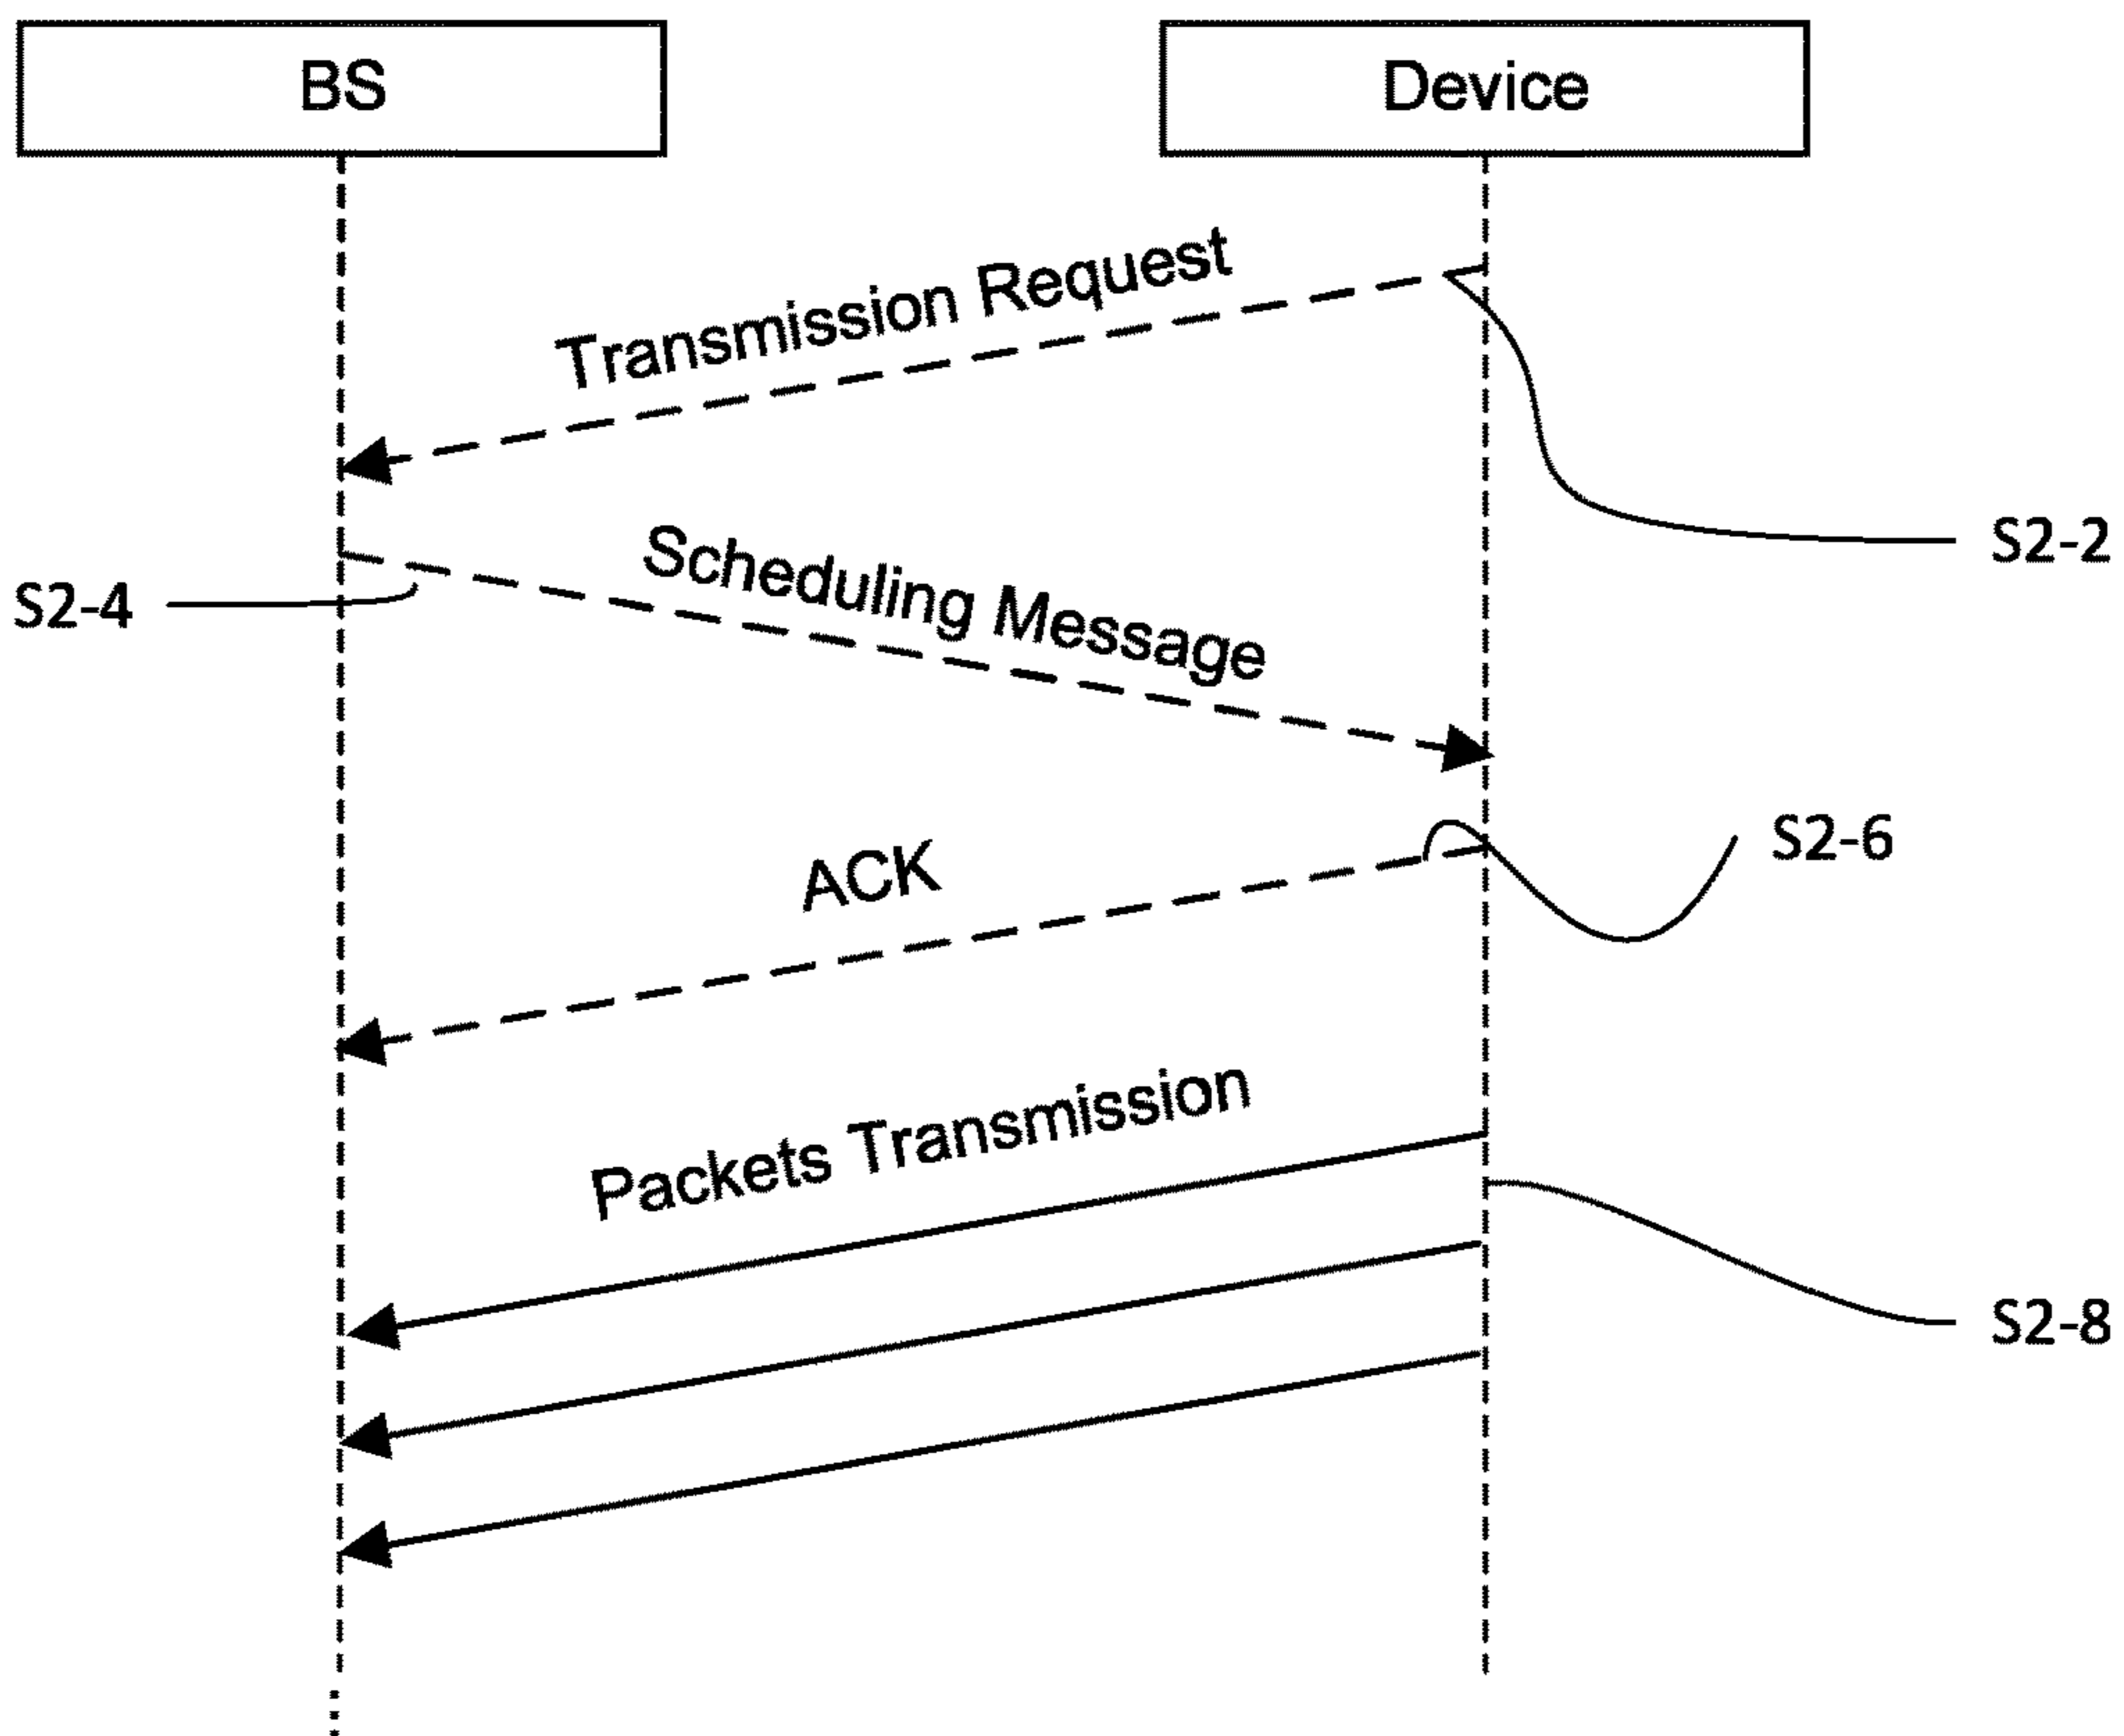 BS
Device
Transmission Request
S2-2
Scheduling Message
S2-4
S2-6
ACK
Packets Transmission
S2-8